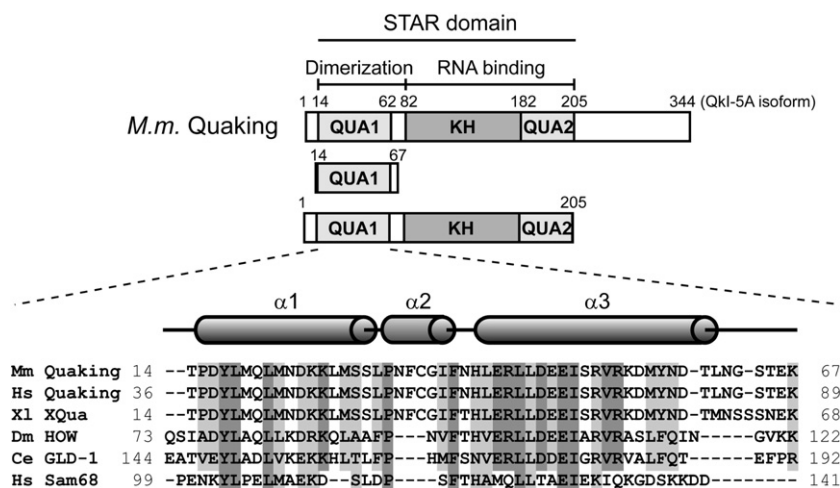 STAR domain
Dimerization RNA binding
1 14 62 82 182 205 344 (QkI-5A isoform)
M.m. Quaking QUA1 KH QUA2
14 67
QUA1
1 205
QUA1 KH QUA2
α1 α2 α3
Mm Quaking 14 --TPDYLMQLMNDKKLMSSLPNFCGIFNHLERLLDEEISRVRKDMYND-TLNG-STEK 67
Hs Quaking 36 --TPDYLMQLMNDKKLMSSLPNFCGIFNHLERLLDEEISRVRKDMYND-TLNG-STEK 89
Xl XQua 14 --TPDYLMQLMNDKKLMSSLPNFCGIFNHLERLLDEEISRVRKDMYND-TMNSSSNEK 68
Dm HOW 73 QSIADYLAQLLKDRKQLAAFP---NVFTHVERLLDEEIARVRASLFQIN------GVKK 122
Ce GLD-1 144 EATVEYLADLVKEKKHLTLFP---HMFSNVERLLDDEIGRVRVALFQT-------EFPR 192
Hs Sam68 99 -PENKYLPELMAEKD--SLDP---SFTHAMQLLTAEIEKIQKGDSKKDD---------- 141